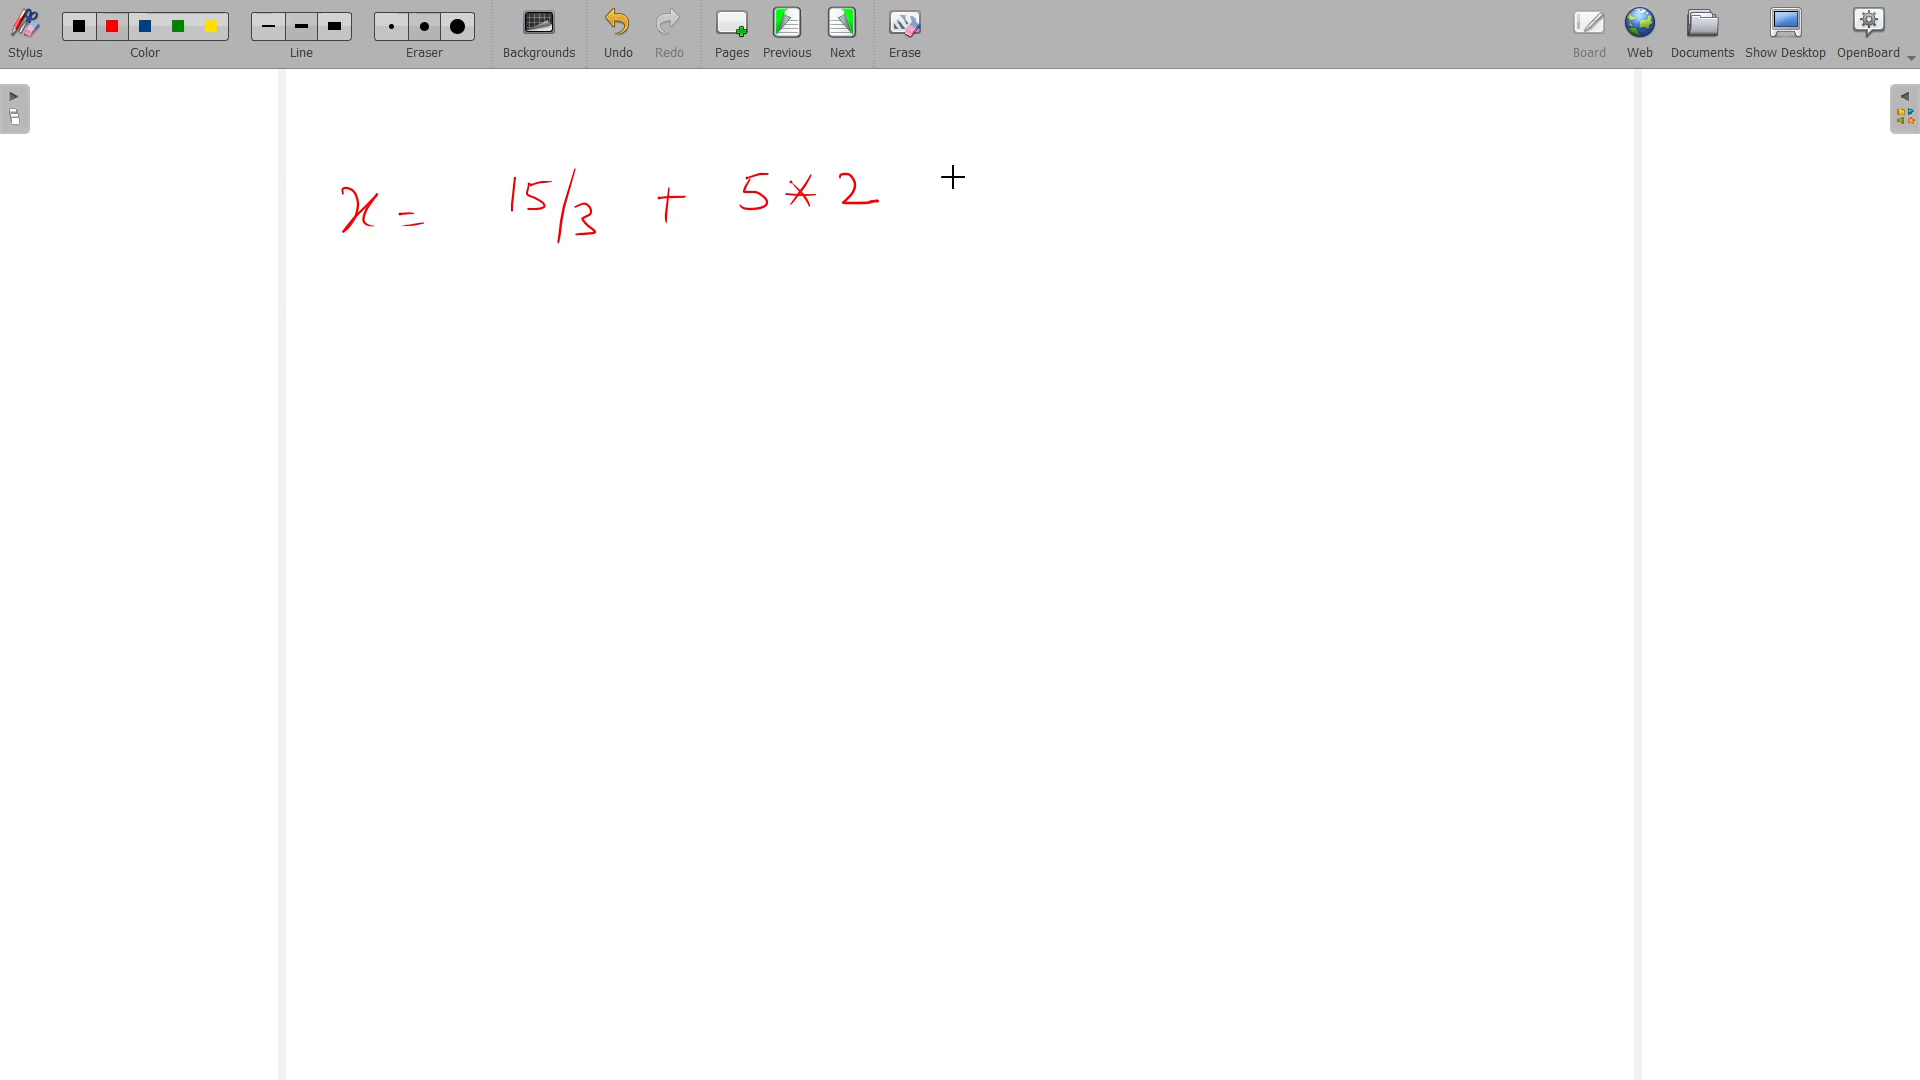 Stylus Color Line Eraser Backgrounds Undo Redo Pages Previous Next Erase Board Web Documents Show Desktop OpenBoard
x = 15/3 + 5 * 2